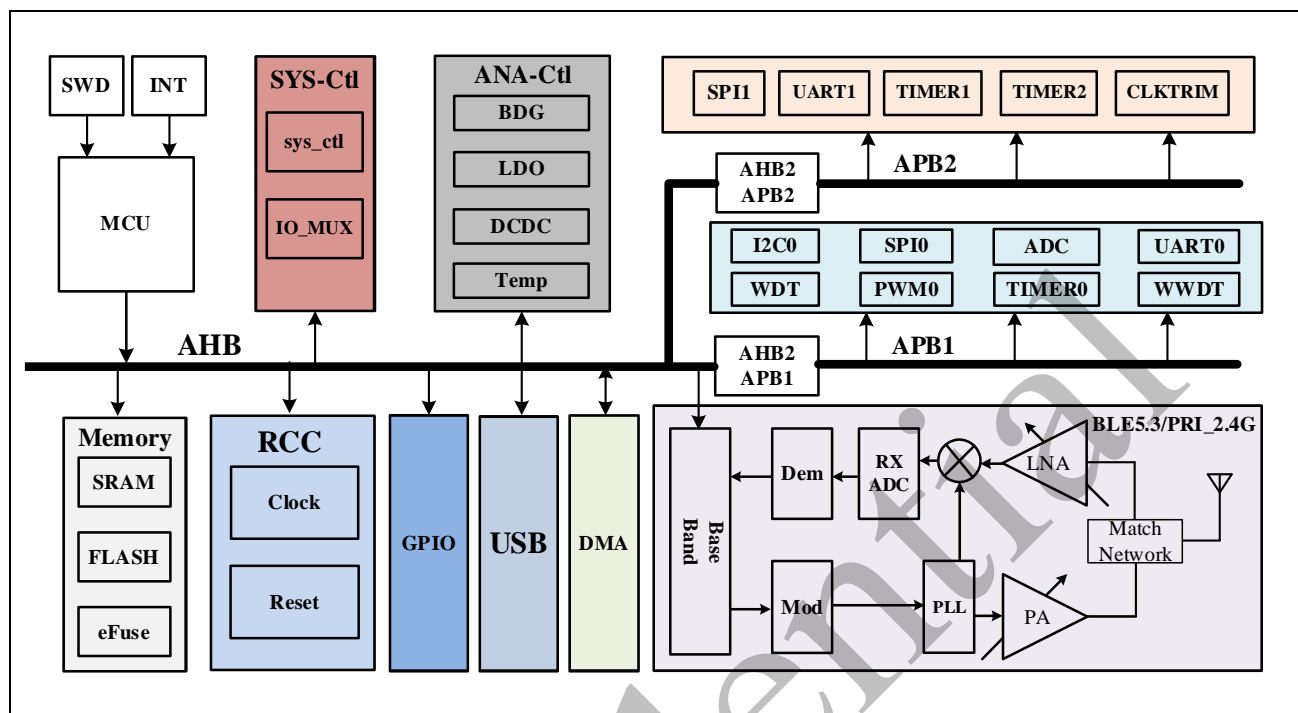 SWD
INT
MCU
SYS-Ctl
sys_ctl
IO_MUX
ANA-Ctl
BDG
LDO
DCDC
Temp
SPI1
UART1
TIMER1
TIMER2
CLKTRIM
AHB2
APB2
APB2
I2C0
SPI0
ADC
UART0
WDT
PWM0
TIMER0
WWDT
AHB
AHB2
APB1
APB1
Memory
SRAM
FLASH
eFuse
RCC
Clock
Reset
GPIO
USB
DMA
BLE5.3/PRI_2.4G
Base
Band
Dem
RX
ADC
LNA
Match
Network
Mod
PLL
PA
dential